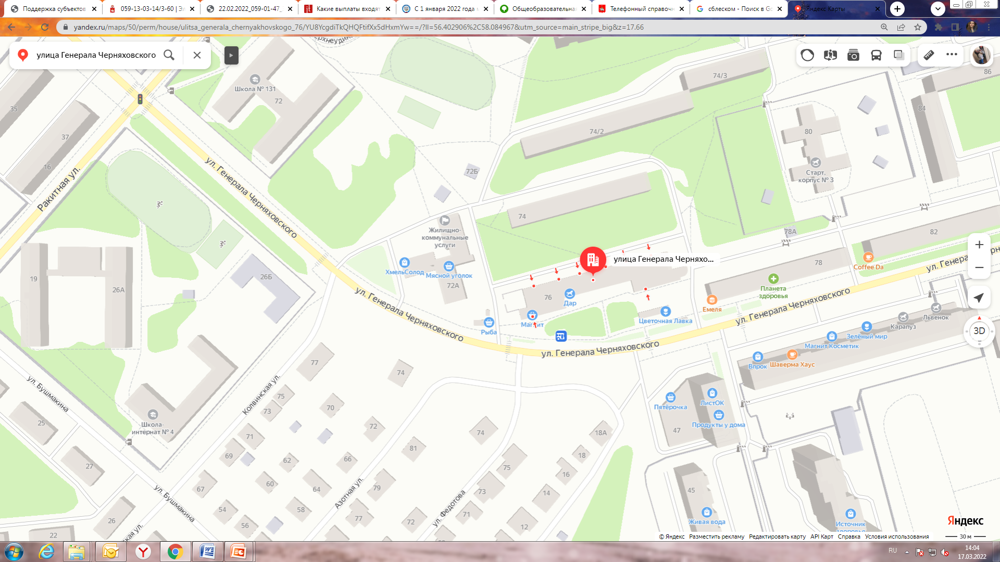 Поддержка субъектов
059-13-03-14/3-60 | Эл
22.02.2022_059-01-47_
Какие выплаты входят
С 1 января 2022 года
Общеобразовательна
Телефонный справочн
сблеском - Поиск в Go
Яндекс Карты
yandex.ru/maps/50/perm/house/ulitsa_generala_chernyakhovskogo_76/YU8YcgdiTkQHQFtifXx5dHxmYw==/?ll=56.402906%2C58.084967&utm_source=main_stripe_big&z=17.66
улица Генерала Черняховского
74/3
86
Школа № 131
72
35
84
37
74/2
80
16
72Б
Старт,
корпус № 3
Ракитная ул.
ул. Генерала Черняховского
74
Жилищно-
коммунальные
услуги
78А
82
улица Генерала Черняхо...
78
Coffee Da
ХмельСолод
Мясной уголок
72А
19
26А
26Б
76
Дар
Планета
здоровья
Емеля
Магнит
Цветочная Лавка
Рыба
ул. Генерала Черняховского
ул. Генерала Черняховского
ул. Генерала Черняховского
Львенок
Карапуз
Зелёный мир
Магнит Косметик
Шаверма Хаус
Впрок
3D
77
74
ул. Бушмакина
Колвинская ул.
75
73
70
72
71
74
18А
Пятёрочка
ЛистОК
Продукты у дома
47
25
Школа-
интернат № 4
81
69
62
66
18
27
75
16
60
67
64
79
73
14
45
ул. Бушмакина
Азотная ул.
ул. Федотова
54
58
77
72
71
12
26
56
22
Живая вода
Источник
здоровья
Яндекс
© Яндекс Разместить рекламу Редактировать карту API Карт Справка Условия использования 30 м
RU
14:04
17.03.2022